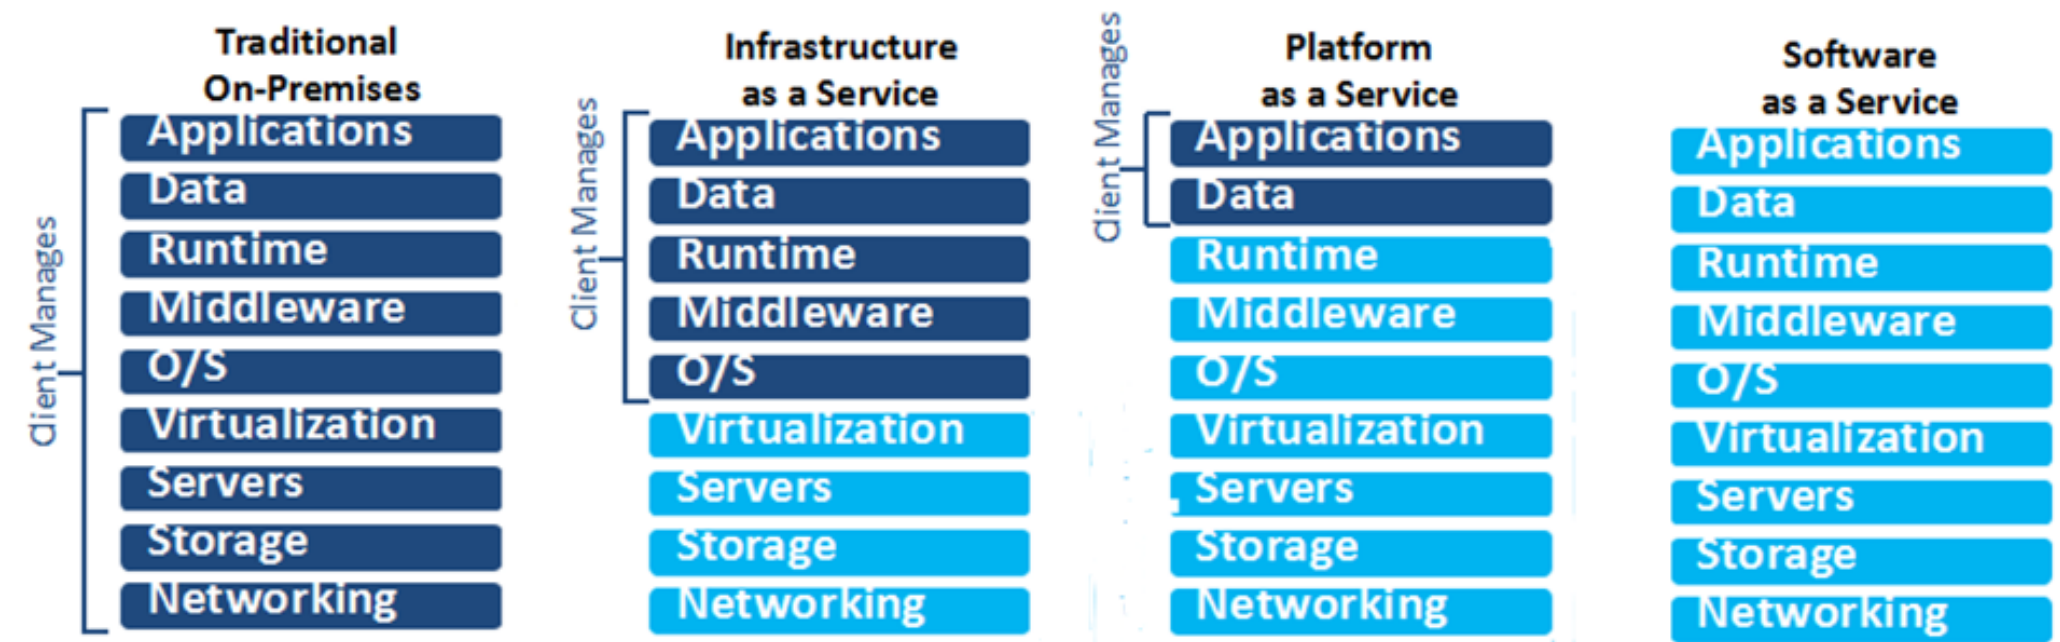 Traditional
On-Premises
Client Manages
Applications
Data
Runtime
Middleware
O/S
Virtualization
Servers
Storage
Networking
Infrastructure
as a Service
Client Manages
Applications
Data
Runtime
Middleware
O/S
Virtualization
Servers
Storage
Networking
Platform
as a Service
Client Manages
Applications
Data
Runtime
Middleware
O/S
Virtualization
Servers
Storage
Networking
Software
as a Service
Applications
Data
Runtime
Middleware
O/S
Virtualization
Servers
Storage
Networking